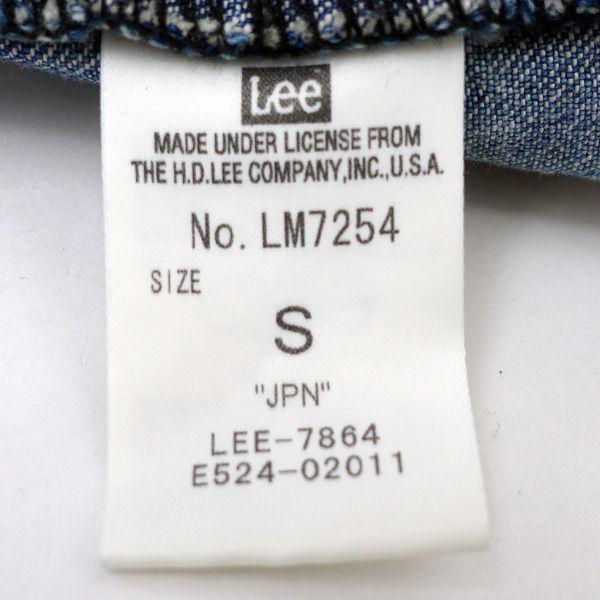 Lee
MADE UNDER LICENSE FROM
THE H.D.LEE COMPANY,INC.,U.S.A.
No. LM7254
SIZE
S
"JPN"
LEE-7864
E524-02011